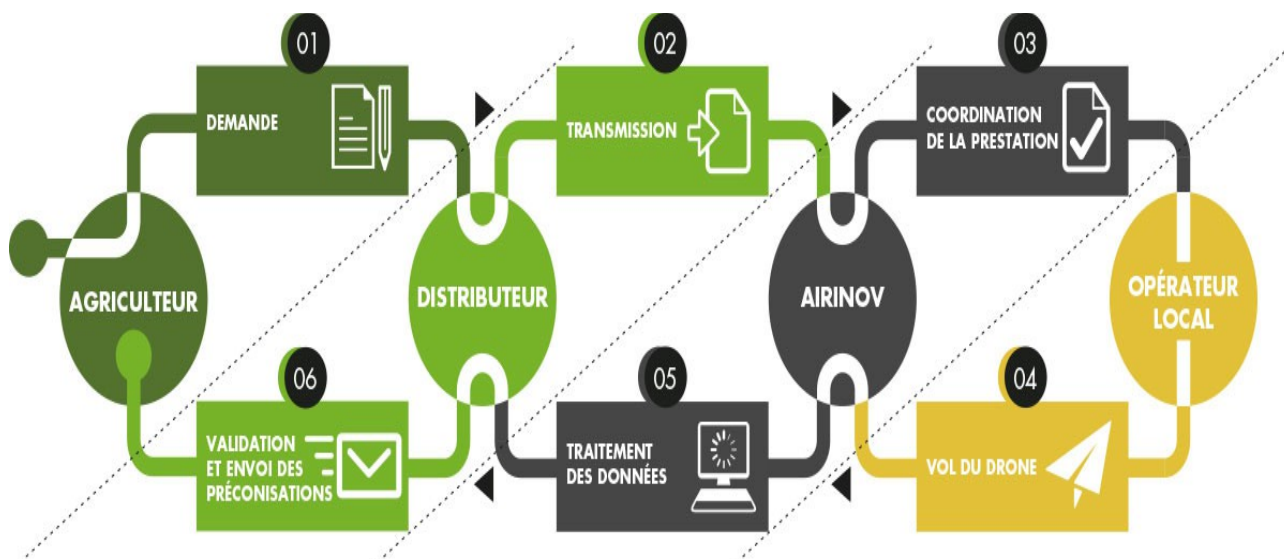 01
DEMANDE
02
TRANSMISSION
03
COORDINATION
DE LA PRESTATION
AGRICULTEUR
DISTRIBUTEUR
AIRINOV
OPÉRATEUR
LOCAL
06
VALIDATION
ET ENVOI DES
PRÉCONISATIONS
05
TRAITEMENT
DES DONNÉES
04
VOL DU DRONE